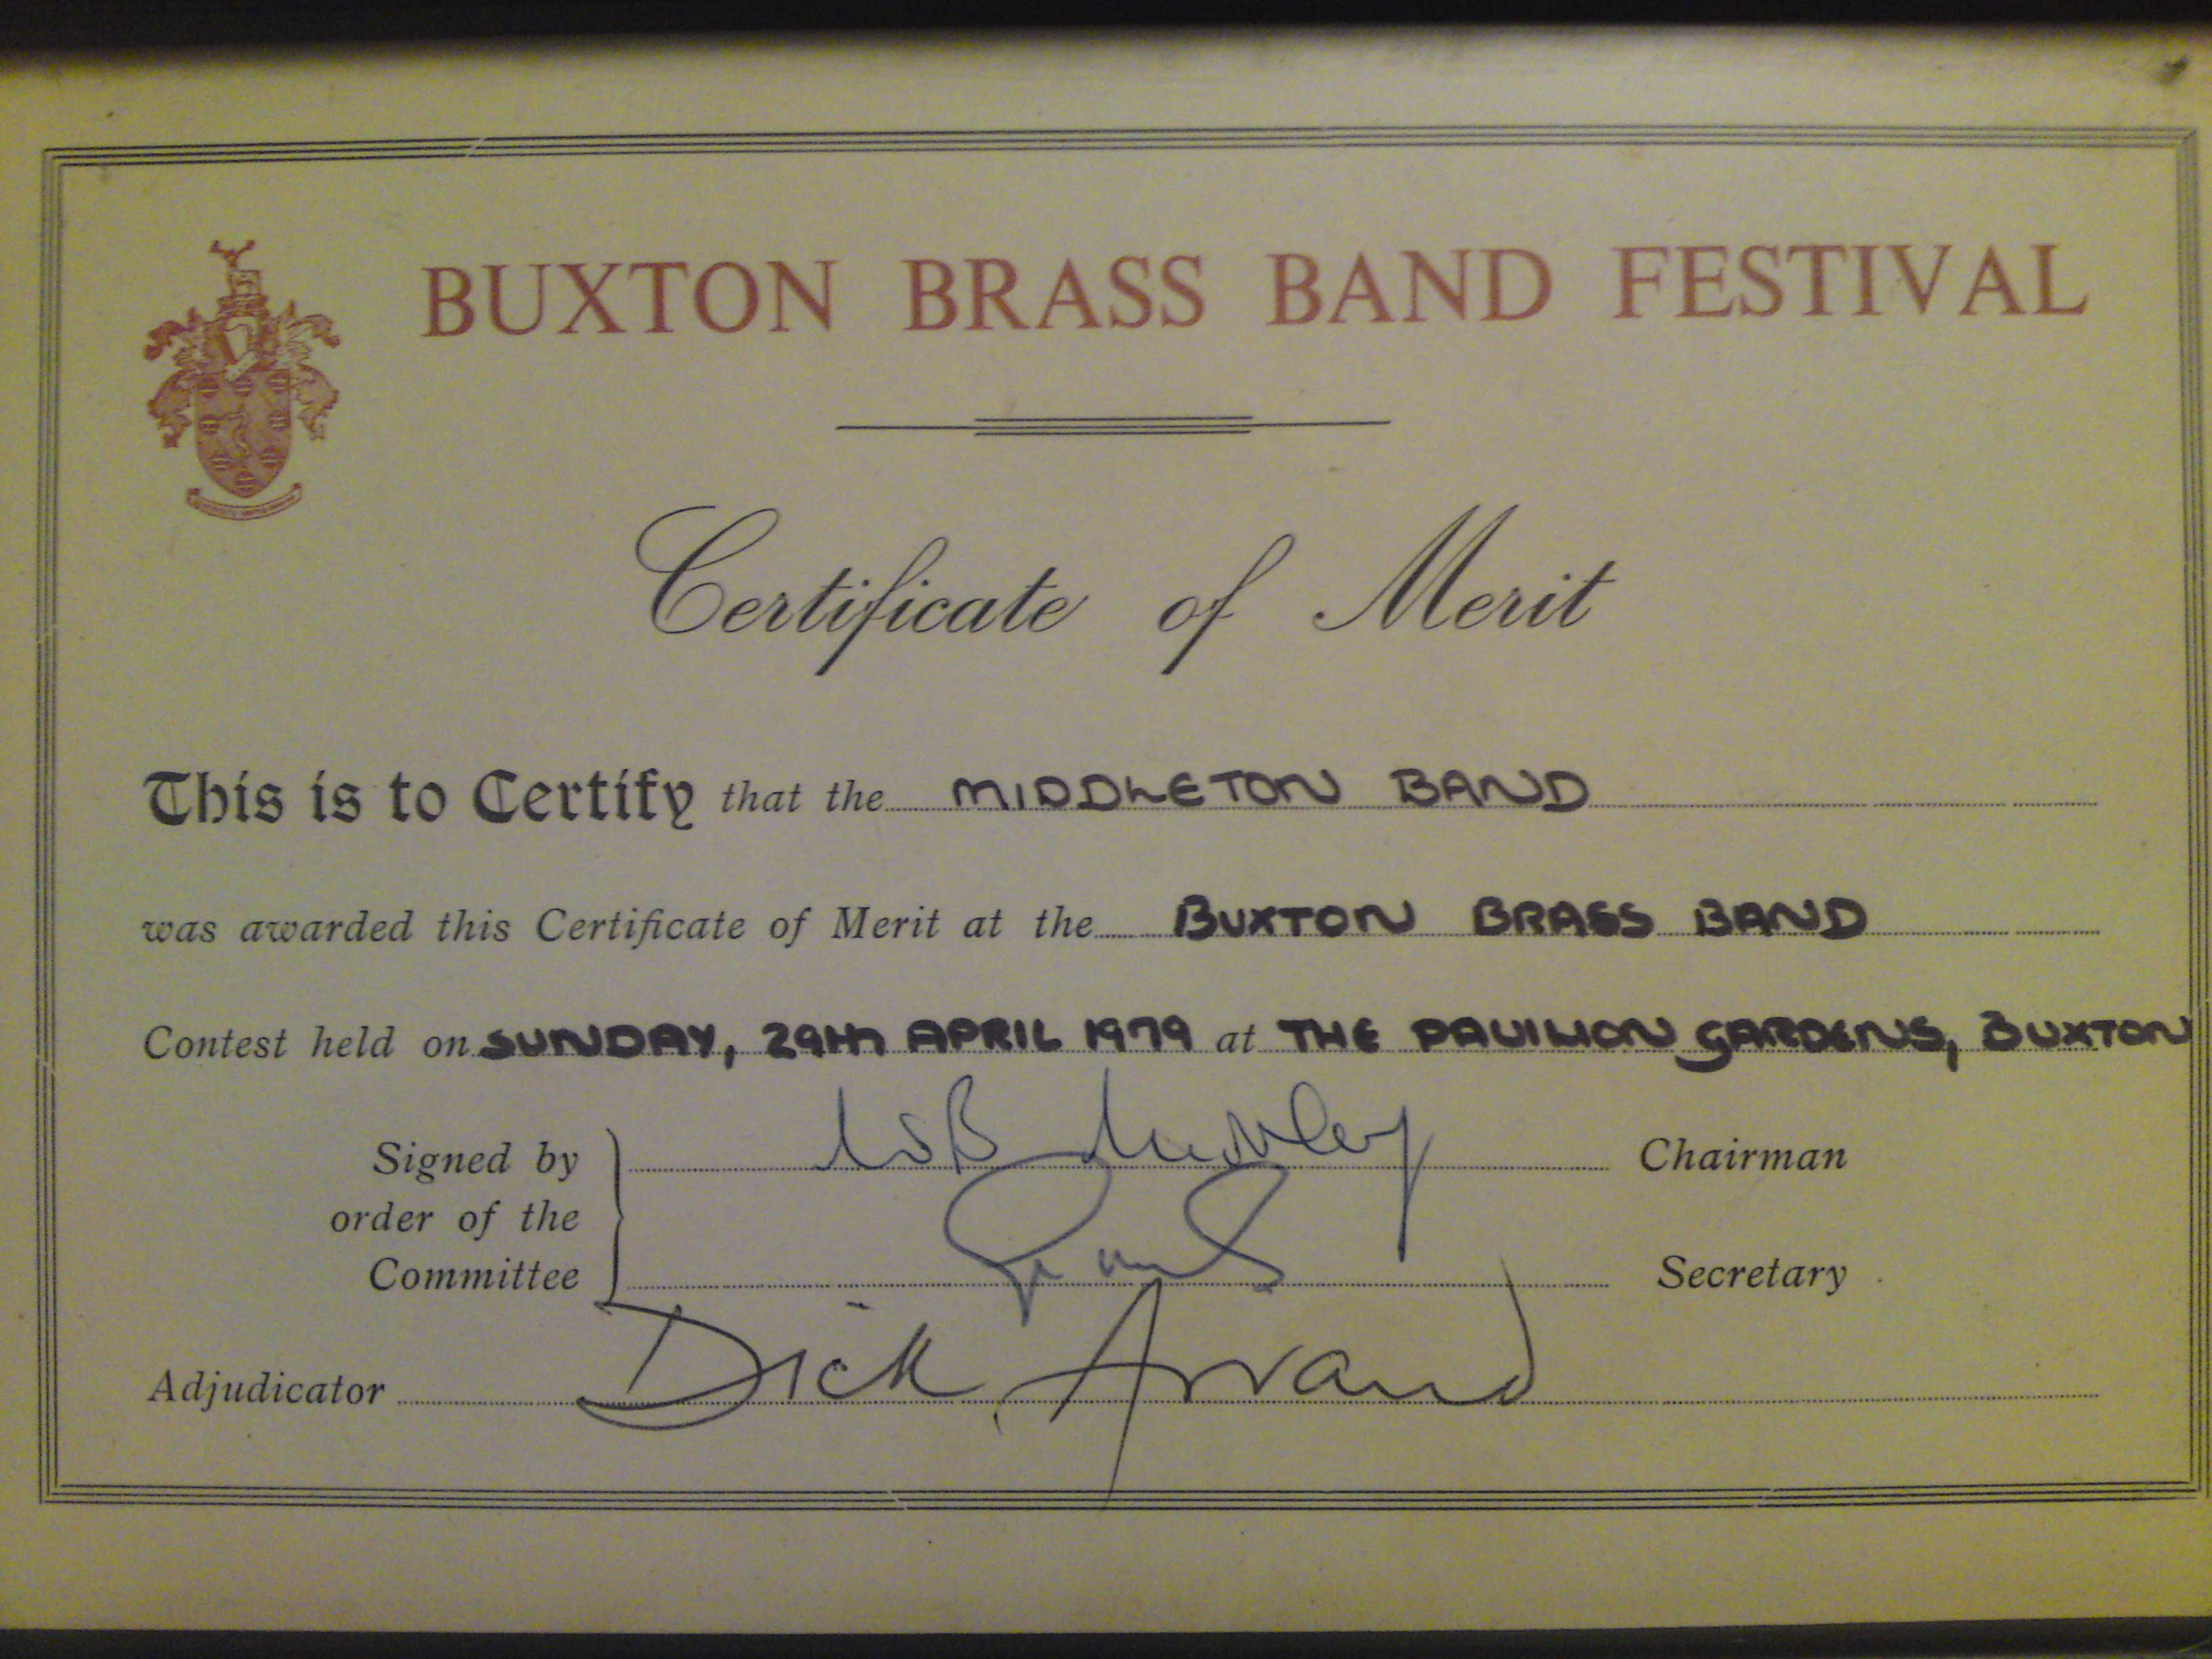 BUXTON BRASS BAND FESTIVAL
Certificate of Merit
This is to Certify that the MIDDLETON BAND
was awarded this Certificate of Merit at the BUXTON BRASS BAND
Contest held on SUNDAY, 29th APRIL 1979 at THE PAVILION GARDENS, BUXTON
Signed by
Chairman
order of the
Committee
Secretary
Adjudicator Dick